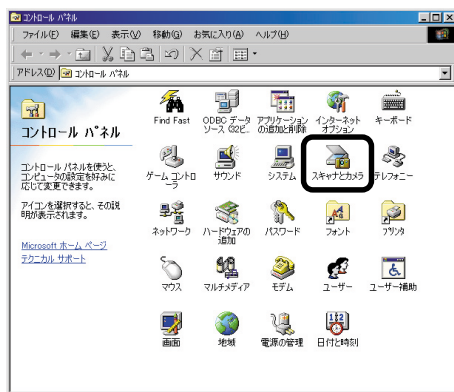 コントロール パネル
ファイル(F) 編集(E) 表示(V) 移動(G) お気に入り(A) ヘルプ(H)
アドレス(D) コントロール パネル
コントロール パネル
コントロール パネルを使うと、
コンピュータの設定を好みに
応じて変更できます。
アイコンを選択すると、その説
明が表示されます。
Microsoft ホーム ページ
テクニカル サポート
Find Fast
ODBC データ
ソース (32ビ...
アプリケーション
の追加と削除
インターネット
オプション
キーボード
ゲーム コントロ
ーラ
サウンド
システム
スキャナとカメラ
テレフォニー
ネットワーク
ハードウェアの
追加
パスワード
フォント
プリンタ
マウス
マルチメディア
モデム
ユーザー
ユーザー補助
画面
地域
電源の管理
日付と時刻